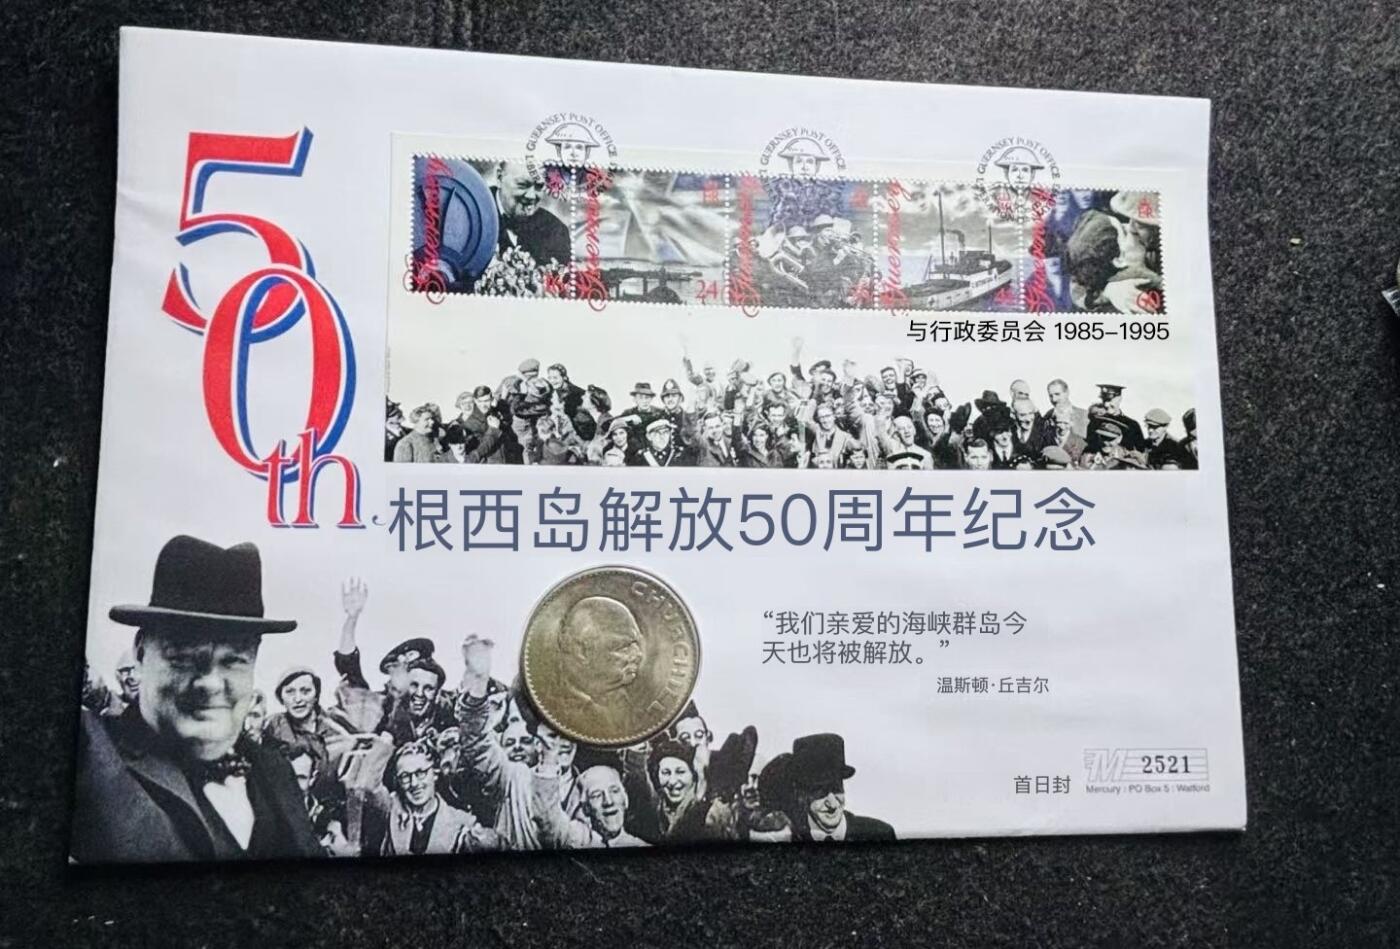 50th
GUERNSEY POST OFFICE
GUERNSEY POST OFFICE
GUERNSEY POST OFFICE
Guernsey
Guernsey
24
Guernsey
Guernsey
Guernsey
60
与行政委员会 1985–1995
根西岛解放50周年纪念
CHURCHILL
“我们亲爱的海峡群岛今
天也将被解放。”
温斯顿·丘吉尔
首日封
M 2521
Mercury : PO Box 5 : Watford